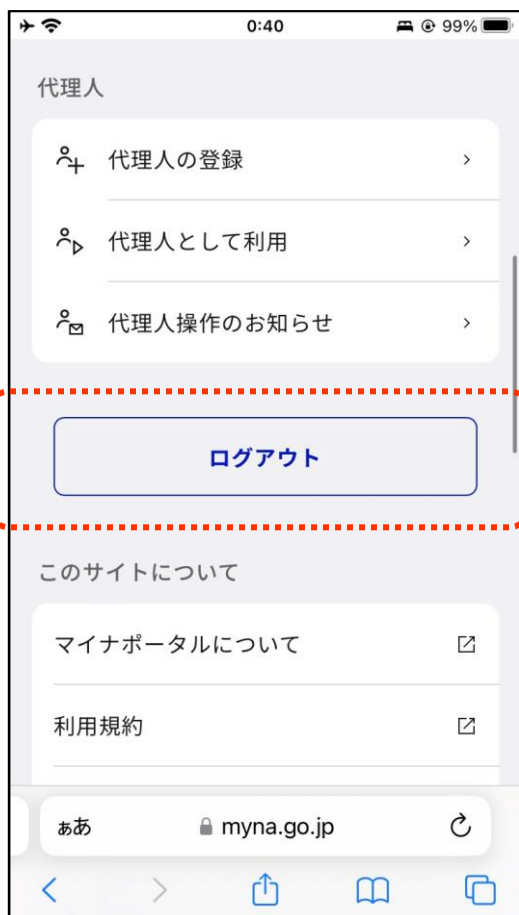 0:40
99%
代理人
代理人の登録
代理人として利用
代理人操作のお知らせ
ログアウト
このサイトについて
マイナポータルについて
利用規約
ぁあ
myna.go.jp